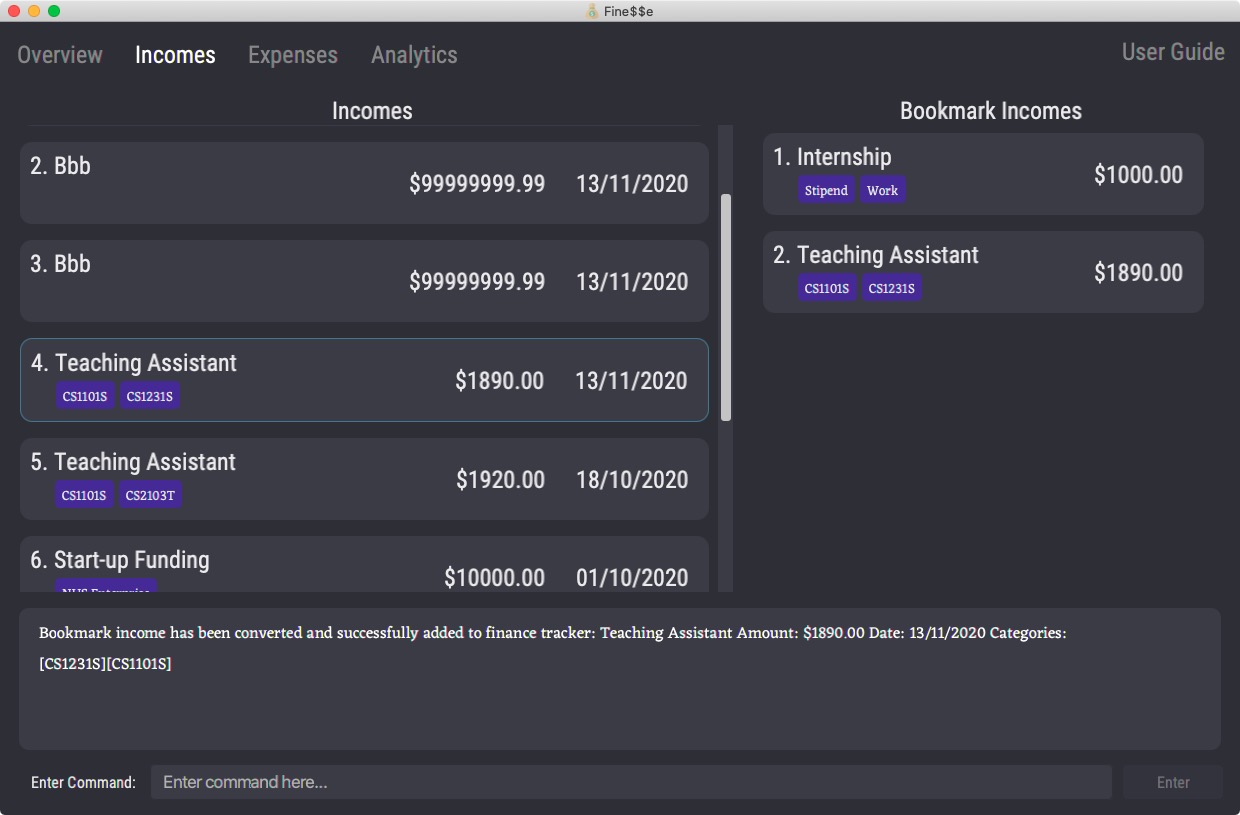 Fine$$e
Overview Incomes Expenses Analytics User Guide
Incomes
2. Bbb
$99999999.99 13/11/2020
3. Bbb
$99999999.99 13/11/2020
4. Teaching Assistant
$1890.00 13/11/2020
CS1101S CS1231S
5. Teaching Assistant
$1920.00 18/10/2020
CS1101S CS2103T
6. Start-up Funding
$10000.00 01/10/2020
Bookmark Incomes
1. Internship
$1000.00
Stipend Work
2. Teaching Assistant
$1890.00
CS1101S CS1231S
Bookmark income has been converted and successfully added to finance tracker: Teaching Assistant Amount: $1890.00 Date: 13/11/2020 Categories:
[CS1231S][CS1101S]
Enter Command: Enter command here... Enter